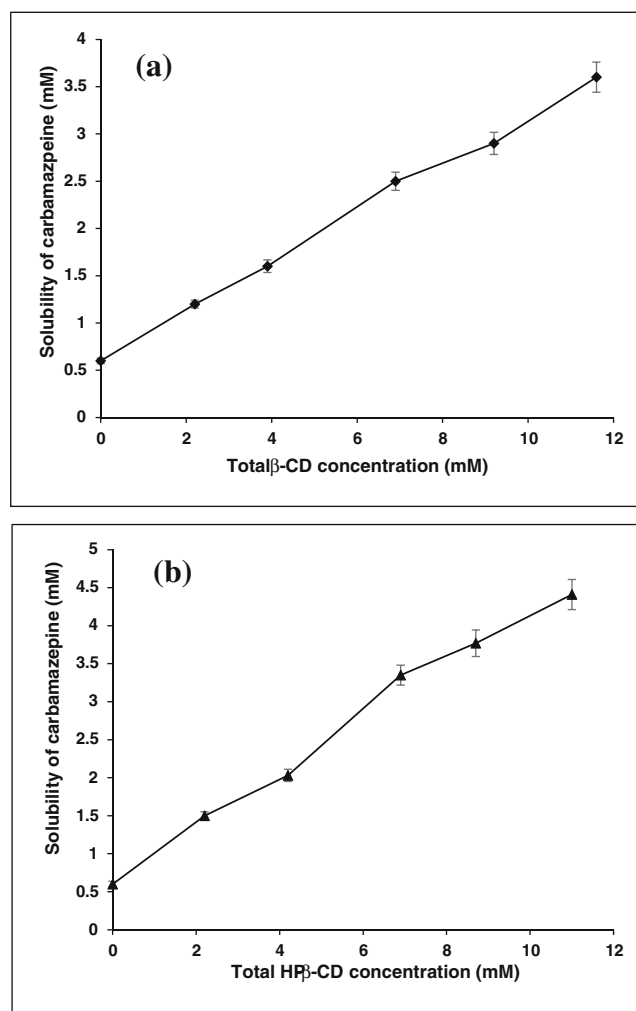 (a)
Solubility of carbamazpeine (mM)
4
3.5
3
2.5
2
1.5
1
0.5
0
0 2 4 6 8 10 12
Totalβ-CD concentration (mM)
(b)
Solubility of carbamazepine (mM)
5
4.5
4
3.5
3
2.5
2
1.5
1
0.5
0
0 2 4 6 8 10 12
Total HPβ-CD concentration (mM)